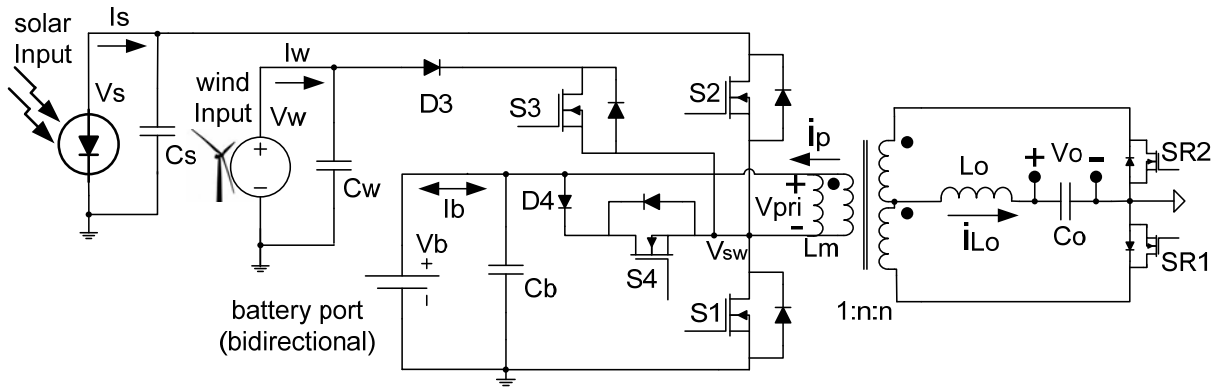 solar
Input
Is
Vs
Cs
wind
Input
Iw
Vw
+
−
Cw
D3
S3
S2
ip
Ib
D4
+
Vpri
-
Vb
+
−
Cb
S4
Vsw
Lm
battery port
(bidirectional)
S1
1:n:n
Lo
+ Vo -
iLo
Co
SR2
SR1